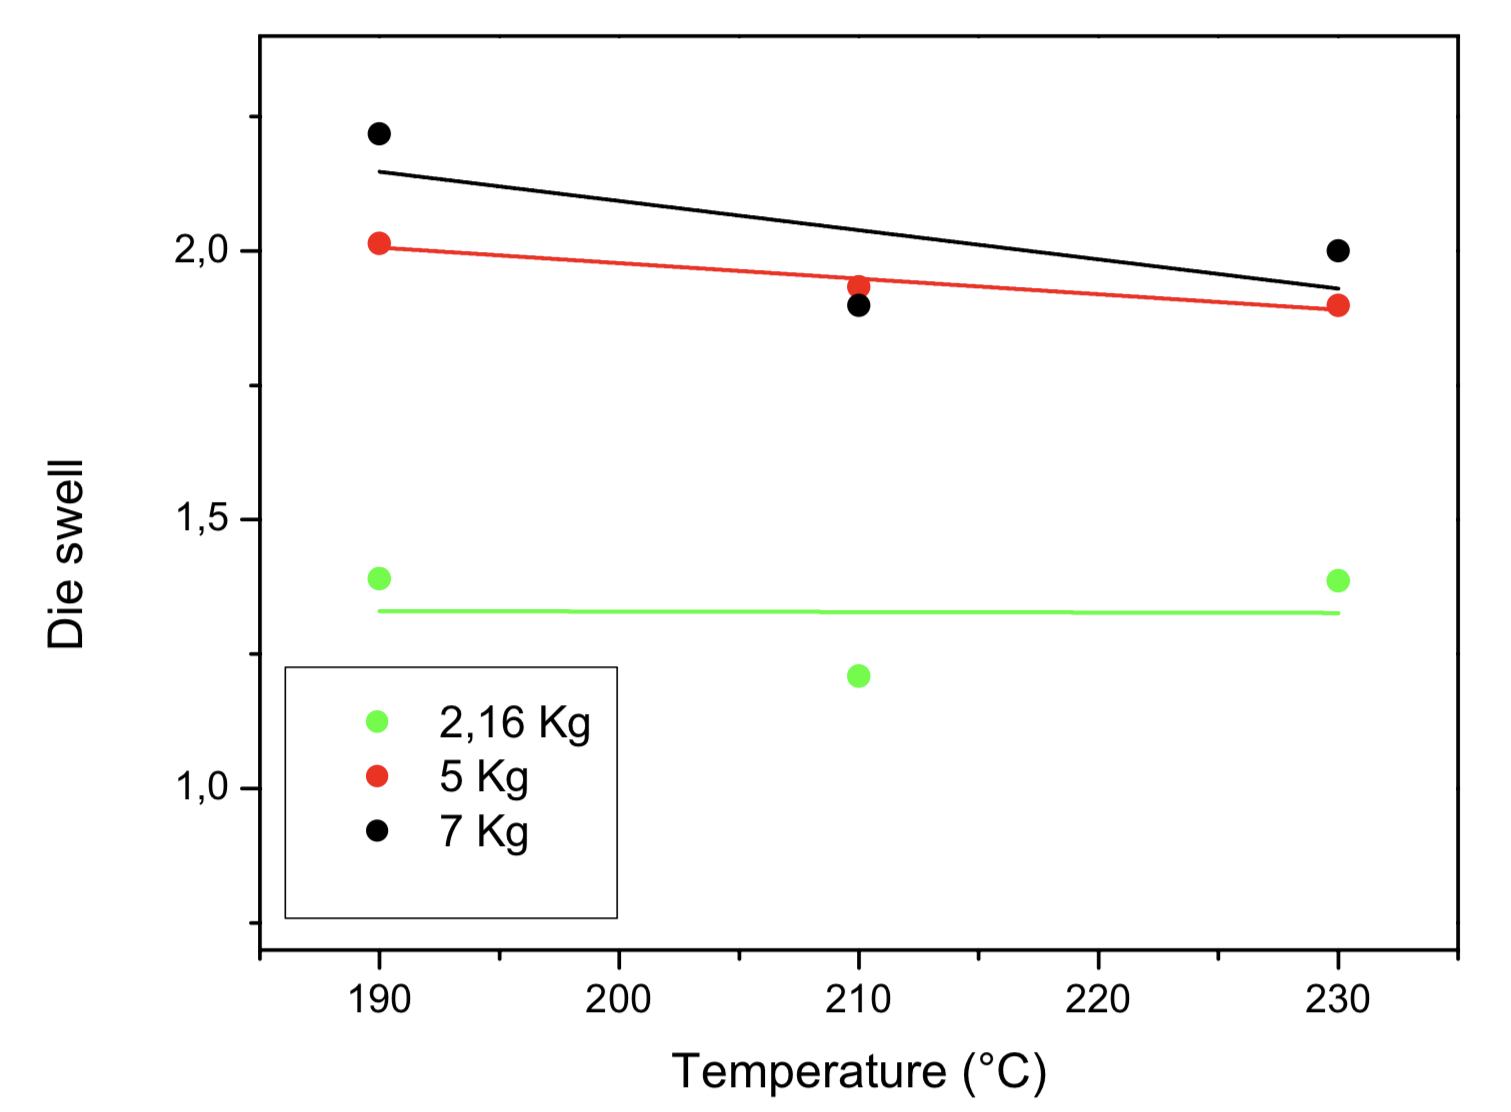 2,0
1,5
1,0
Die swell
2,16 Kg
5 Kg
7 Kg
190 200 210 220 230
Temperature (°C)